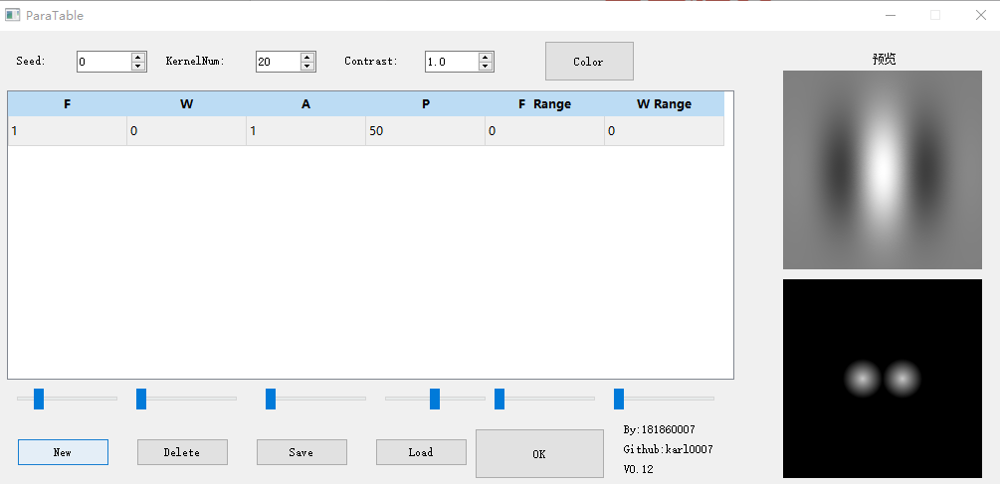 ParaTable
Seed: 0 KernelNum: 20 Contrast: 1.0 Color
预览
F W A P F Range W Range
1 0 1 50 0 0
New Delete Save Load OK
By:181860007
Github:karl0007
V0.12